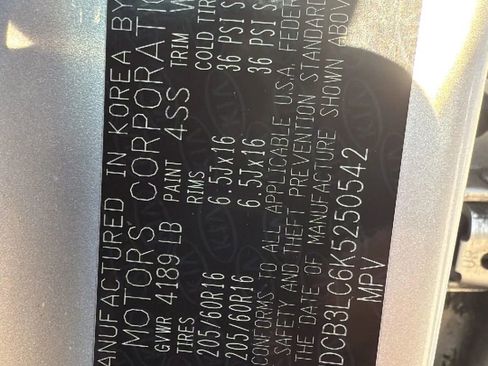 MANUFACTURED IN KOREA BY
MOTORS CORPORATIO
GVWR 4189 LB PAINT 4SS TRIM W
TIRES RIMS COLD TIR
205/60R16 6.5Jx16 36 PSI S
205/60R16 6.5Jx16 36 PSI S
CONFORMS TO ALL APPLICABLE U.S.A. FEDER
SAFETY AND THEFT PREVENTION STANDARD
THE DATE OF MANUFACTURE SHOWN ABOV
DCB3LC6K5250542
MPV